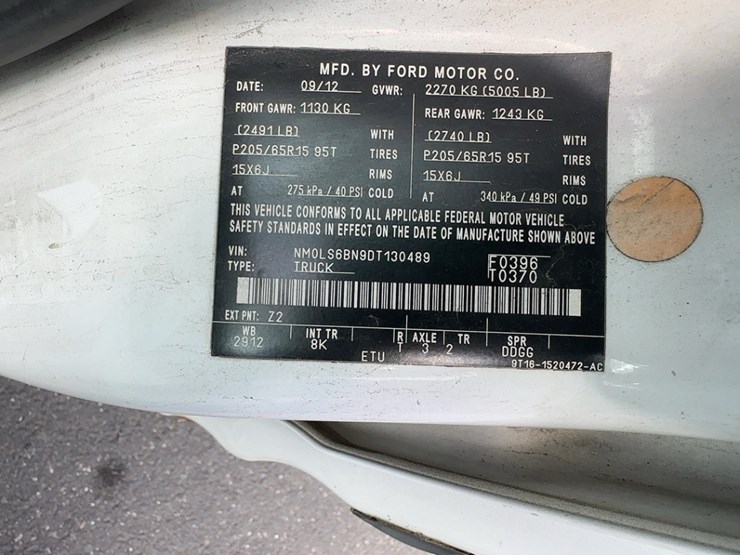 MFD. BY FORD MOTOR CO.
DATE: 09/12 GVWR: 2270 KG (5005 LB)
FRONT GAWR: 1130 KG REAR GAWR: 1243 KG
(2491 LB) WITH (2740 LB) WITH
P205/65R15 95T TIRES P205/65R15 95T TIRES
15X6J RIMS 15X6J RIMS
AT 275 kPa / 40 PSI COLD AT 340 kPa / 49 PSI COLD
THIS VEHICLE CONFORMS TO ALL APPLICABLE FEDERAL MOTOR VEHICLE
SAFETY STANDARDS IN EFFECT ON THE DATE OF MANUFACTURE SHOWN ABOVE
VIN: NM0LS6BN9DT130489 F0396
TYPE: TRUCK T0370
EXT PNT: Z2
WB INT TR R AXLE TR SPR
2912 8K T 3 2 DDGG
ETU 9T16-1520472-AC